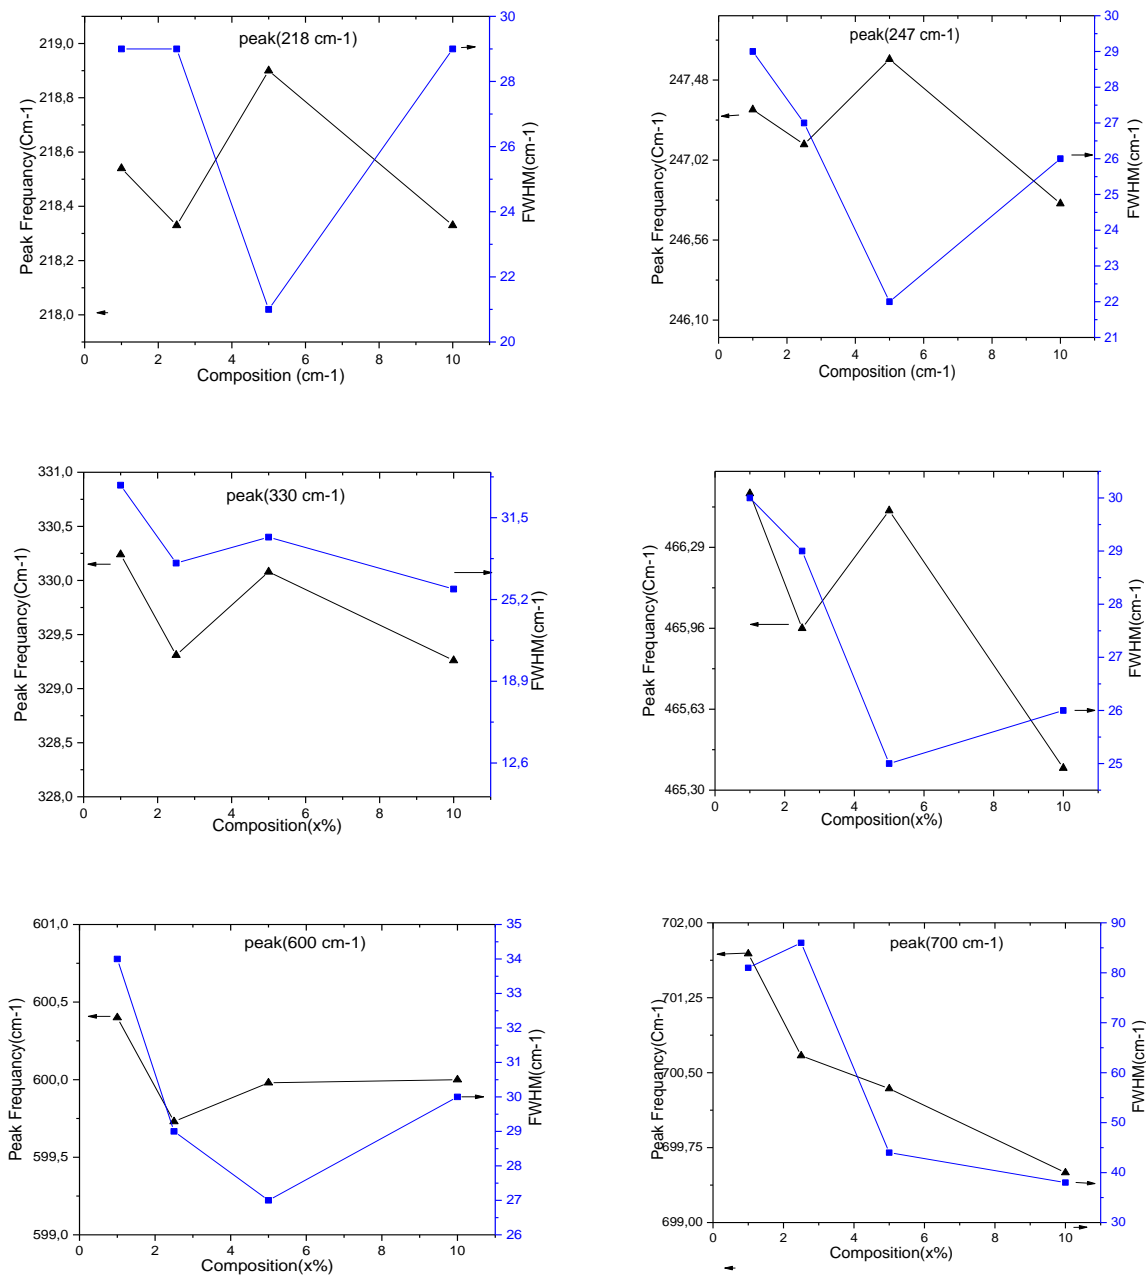 peak(218 cm-1)
219,0
218,8
218,6
218,4
218,2
218,0
Peak Frequancy(Cm-1)
0 2 4 6 8 10
Composition (cm-1)
30
29
28
26
25
24
22
21
20
FWHM(cm-1)
peak(247 cm-1)
247,48
247,02
246,56
246,10
Peak Frequancy(Cm-1)
0 2 4 6 8 10
Composition (cm-1)
30
29
28
27
26
25
24
23
22
21
FWHM(cm-1)
peak(330 cm-1)
331,0
330,5
330,0
329,5
329,0
328,5
328,0
Peak Frequancy(Cm-1)
0 2 4 6 8 10
Composition(x%)
31,5
25,2
18,9
12,6
FWHM(cm-1)
466,29
465,96
465,63
465,30
Peak Frequancy(Cm-1)
0 2 4 6 8 10
Composition(x%)
30
29
28
27
26
25
FWHM(cm-1)
peak(600 cm-1)
601,0
600,5
600,0
599,5
599,0
Peak Frequancy(cm-1)
0 2 4 6 8 10
Composition(x%)
35
34
33
32
31
30
29
28
27
26
FWHM(cm-1)
peak(700 cm-1)
702,00
701,25
700,50
699,75
699,00
Peak Frequancy(Cm-1)
0 2 4 6 8 10
Composition(x%)
90
80
70
60
50
40
30
FWHM(cm-1)